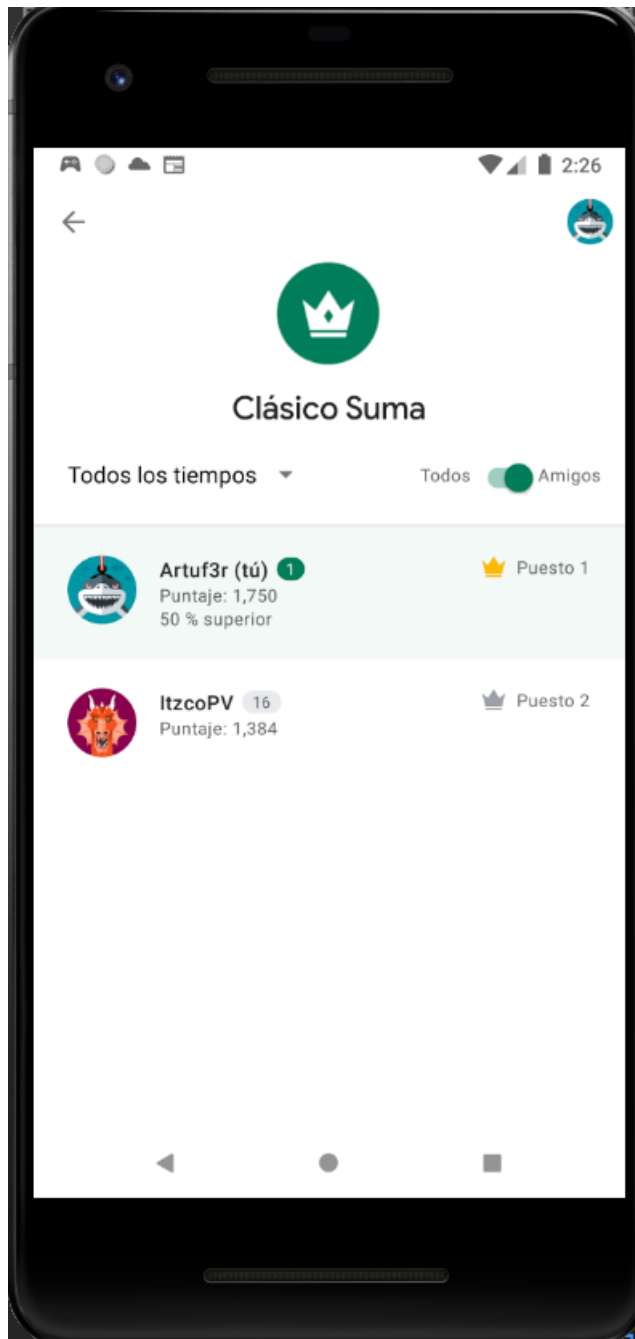 2:26
Clásico Suma
Todos los tiempos
Todos Amigos
Artuf3r (tú) 1
Puesto 1
Puntaje: 1,750
50 % superior
ItzcoPV 16
Puesto 2
Puntaje: 1,384